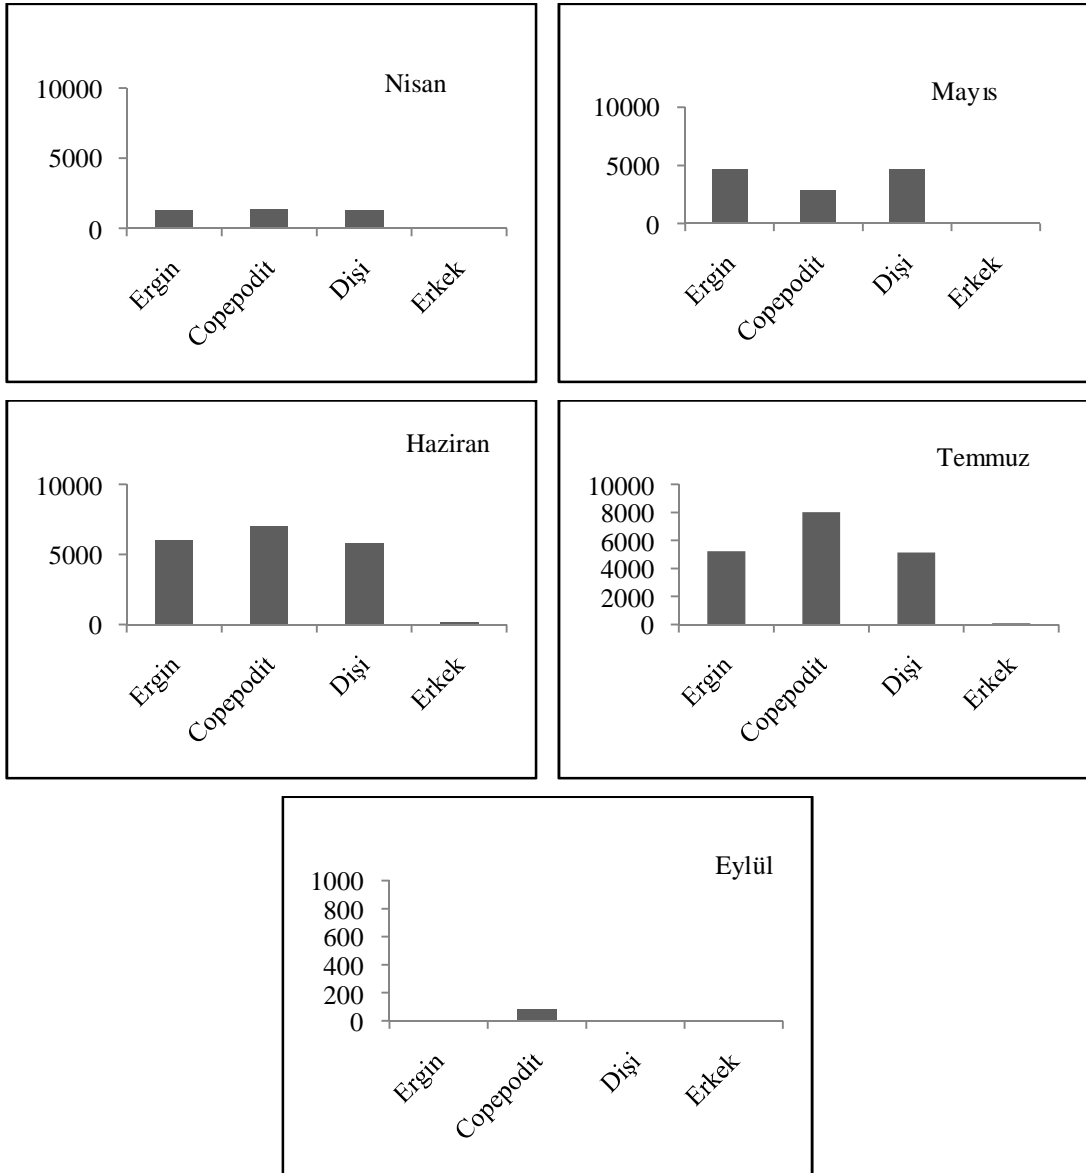 Nisan
10000
5000
0
Ergin
Copepodit
Dişi
Erkek
Mayıs
10000
5000
0
Ergin
Copepodit
Dişi
Erkek
Haziran
10000
5000
0
Ergin
Copepodit
Dişi
Erkek
Temmuz
10000
8000
6000
4000
2000
0
Ergin
Copepodit
Dişi
Erkek
Eylül
1000
800
600
400
200
0
Ergin
Copepodit
Dişi
Erkek